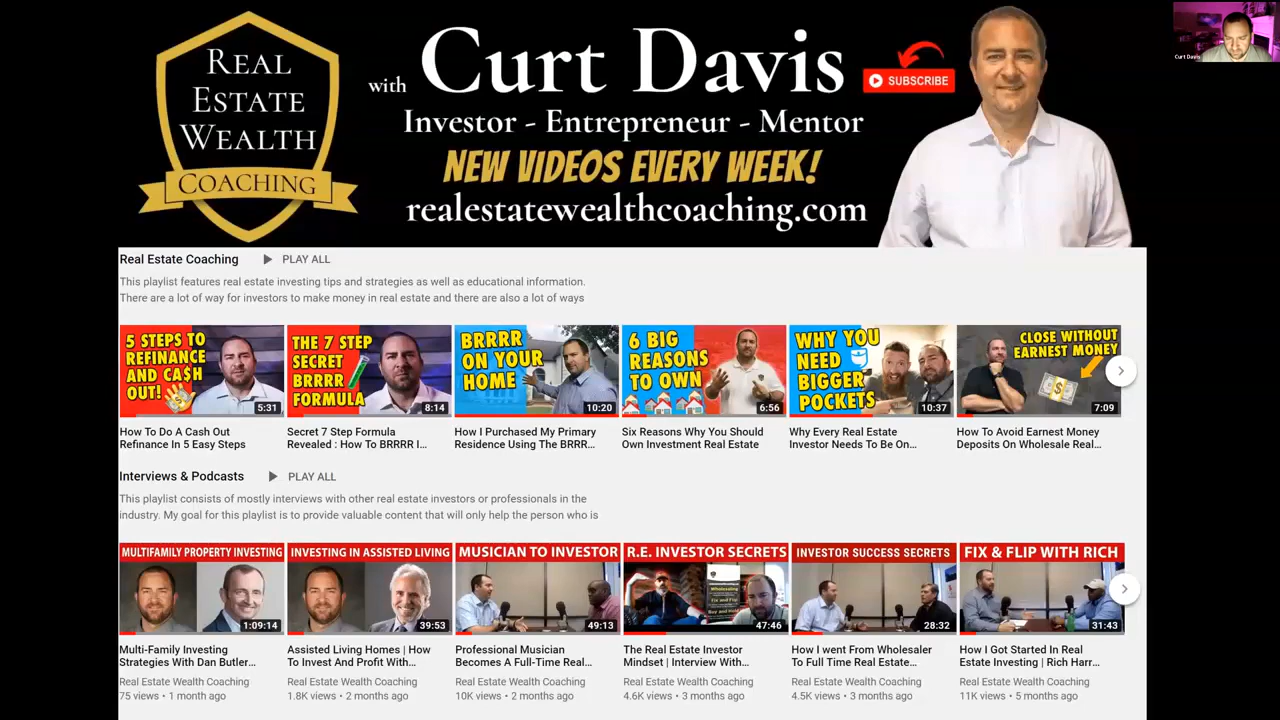 REAL
ESTATE
WEALTH
COACHING
with Curt Davis
SUBSCRIBE
Investor - Entrepreneur - Mentor
NEW VIDEOS EVERY WEEK!
realestatewealthcoaching.com
Curt Davis
Real Estate Coaching PLAY ALL
This playlist features real estate investing tips and strategies as well as educational information.
There are a lot of way for investors to make money in real estate and there are also a lot of ways
5 STEPS TO
REFINANCE
AND CA$H
OUT!
5:31
How To Do A Cash Out
Refinance In 5 Easy Steps
THE 7 STEP
SECRET
BRRRR
FORMULA
8:14
Secret 7 Step Formula
Revealed : How To BRRRR I...
BRRRR
ON YOUR
HOME
10:20
How I Purchased My Primary
Residence Using The BRRR...
6 BIG
REASONS
TO OWN
6:56
Six Reasons Why You Should
Own Investment Real Estate
WHY YOU
NEED
BIGGER
POCKETS
10:37
Why Every Real Estate
Investor Needs To Be On...
CLOSE WITHOUT
EARNEST MONEY
7:09
How To Avoid Earnest Money
Deposits On Wholesale Real...
Interviews & Podcasts PLAY ALL
This playlist consists of mostly interviews with other real estate investors or professionals in the
industry. My goal for this playlist is to provide valuable content that will only help the person who is
MULTIFAMILY PROPERTY INVESTING
1:09:14
Multi-Family Investing
Strategies With Dan Butler...
Real Estate Wealth Coaching
75 views • 1 month ago
INVESTING IN ASSISTED LIVING
39:53
Assisted Living Homes | How
To Invest And Profit With...
Real Estate Wealth Coaching
1.8K views • 2 months ago
MUSICIAN TO INVESTOR
49:13
Professional Musician
Becomes A Full-Time Real...
Real Estate Wealth Coaching
10K views • 2 months ago
R.E. INVESTOR SECRETS
Wholesaling
Fix and Flip
Buy and Hold
47:46
The Real Estate Investor
Mindset | Interview With...
Real Estate Wealth Coaching
4.6K views • 3 months ago
INVESTOR SUCCESS SECRETS
28:32
How I went From Wholesaler
To Full Time Real Estate...
Real Estate Wealth Coaching
4.5K views • 3 months ago
FIX & FLIP WITH RICH
31:43
How I Got Started In Real
Estate Investing | Rich Harr...
Real Estate Wealth Coaching
11K views • 5 months ago